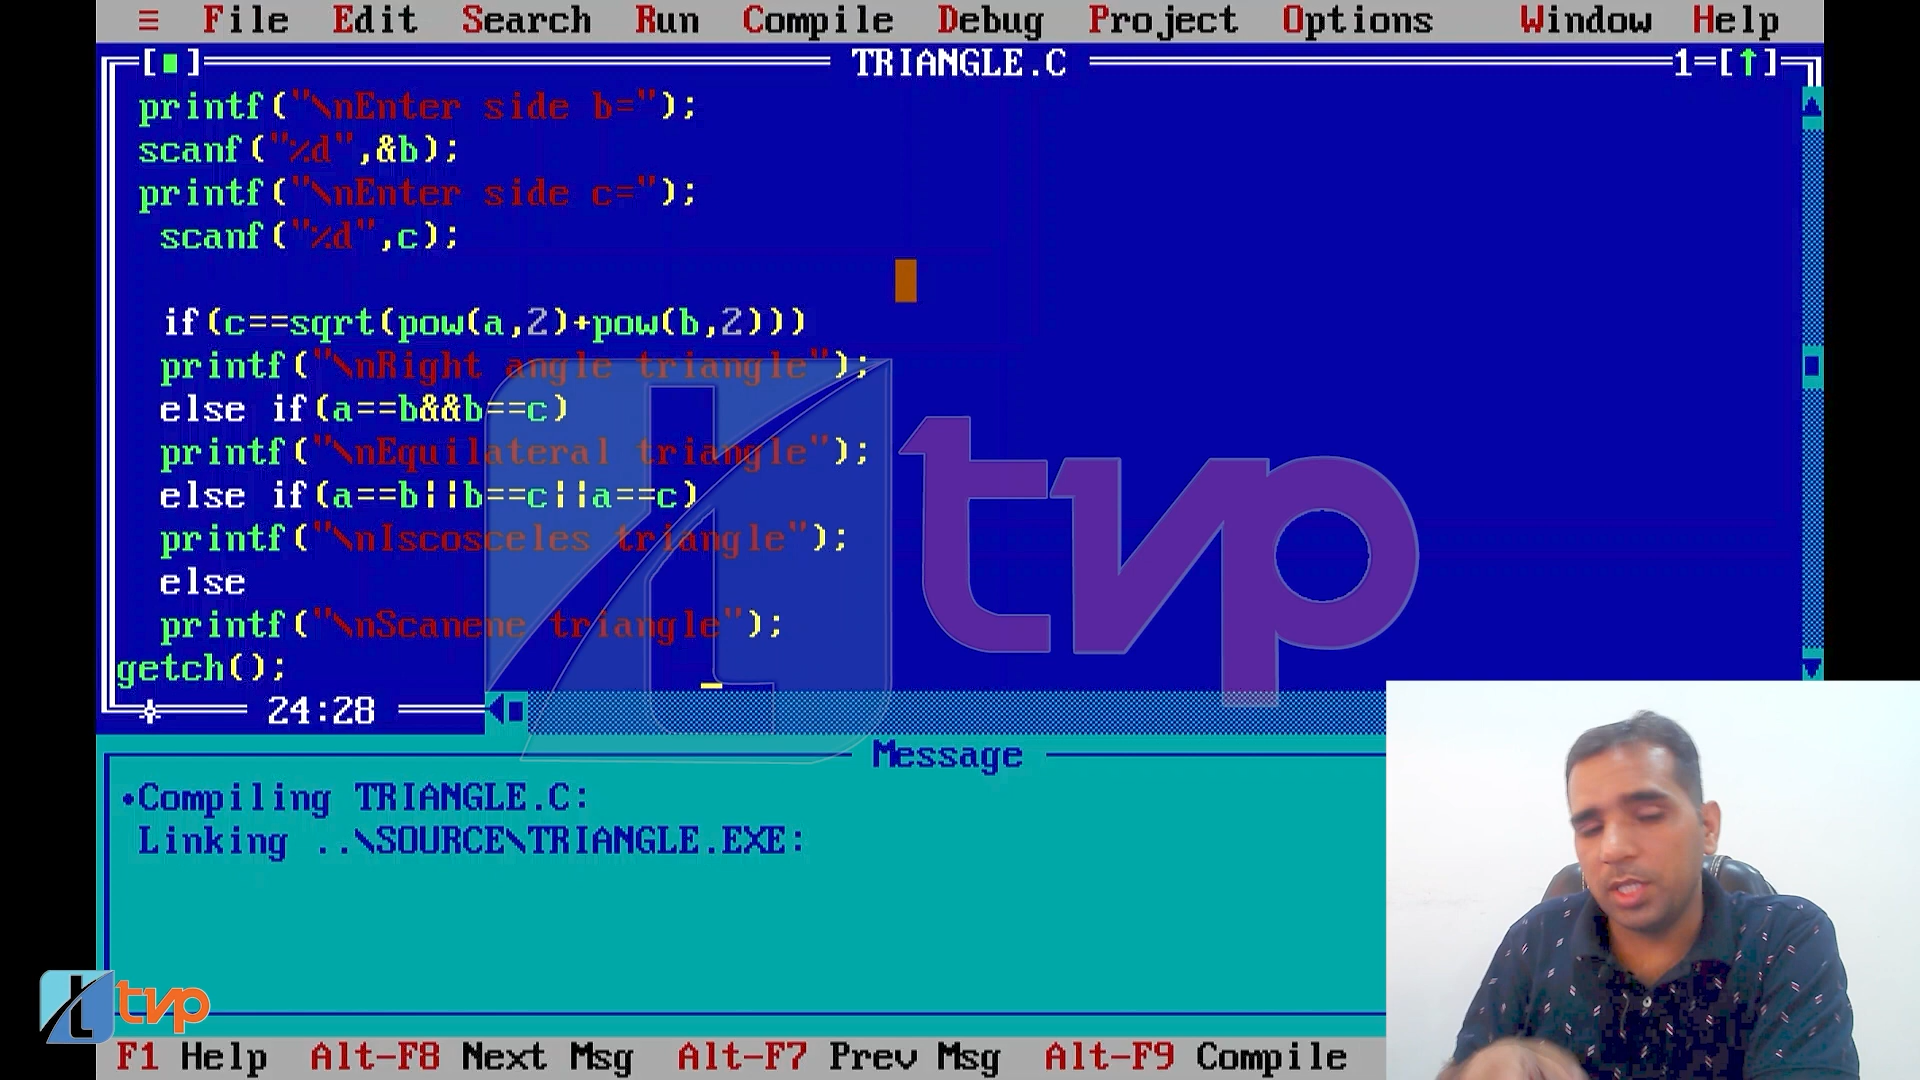 ≡ File Edit Search Run Compile Debug Project Options Window Help
[■] TRIANGLE.C 1=[↑]
printf("\nEnter side b=");
scanf("%d",&b);
printf("\nEnter side c=");
scanf("%d",c);
if(c==sqrt(pow(a,2)+pow(b,2)))
printf("\nRight angle triangle");
else if(a==b&&b==c)
printf("\nEquilateral triangle");
else if(a==b||b==c||a==c)
printf("\nIscosceles triangle");
else
printf("\nScanene triangle");
getch();
24:28
tvp
Message
•Compiling TRIANGLE.C:
Linking ..\SOURCE\TRIANGLE.EXE:
tvp
F1 Help Alt-F8 Next Msg Alt-F7 Prev Msg Alt-F9 Compile